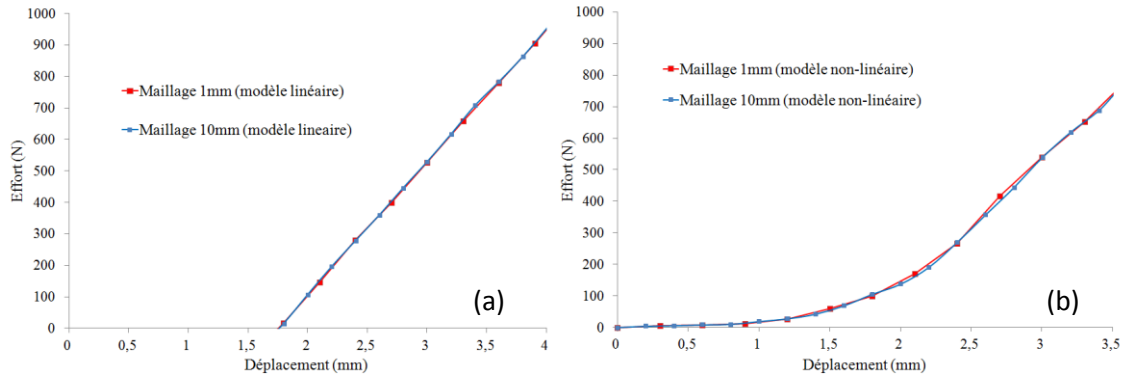 1000
900
800
700
600
500
400
300
200
100
0
Effort (N)
Maillage 1mm (modèle linéaire)
Maillage 10mm (modèle lineaire)
(a)
0 0,5 1 1,5 2 2,5 3 3,5 4
Déplacement (mm)
1000
900
800
700
600
500
400
300
200
100
0
Effort (N)
Maillage 1mm (modèle non-linéaire)
Maillage 10mm (modèle non-linéaire)
(b)
0 0,5 1 1,5 2 2,5 3 3,5
Déplacement (mm)